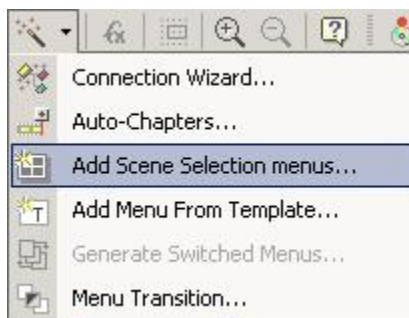 Connection Wizard...
Auto-Chapters...
Add Scene Selection menus...
Add Menu From Template...
Generate Switched Menus...
Menu Transition...